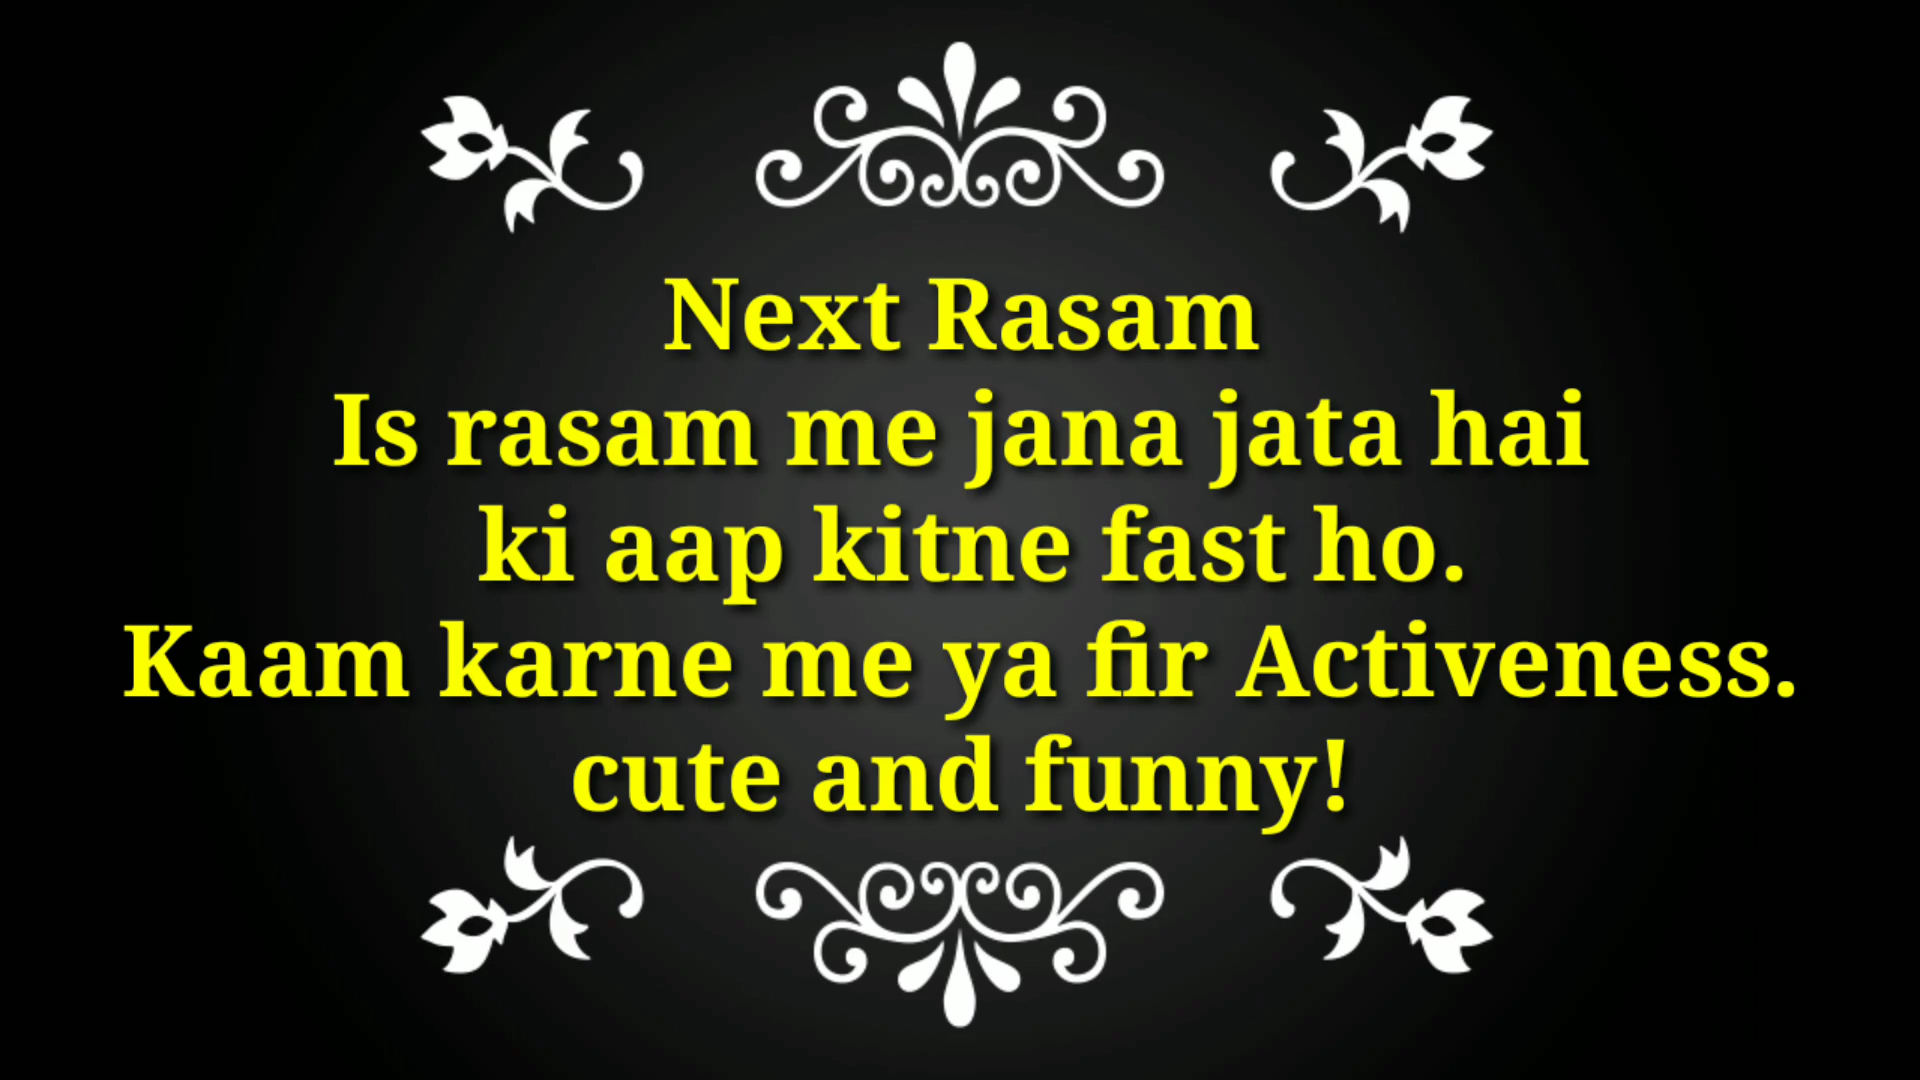 Next Rasam
Is rasam me jana jata hai
ki aap kitne fast ho.
Kaam karne me ya fir Activeness.
cute and funny!